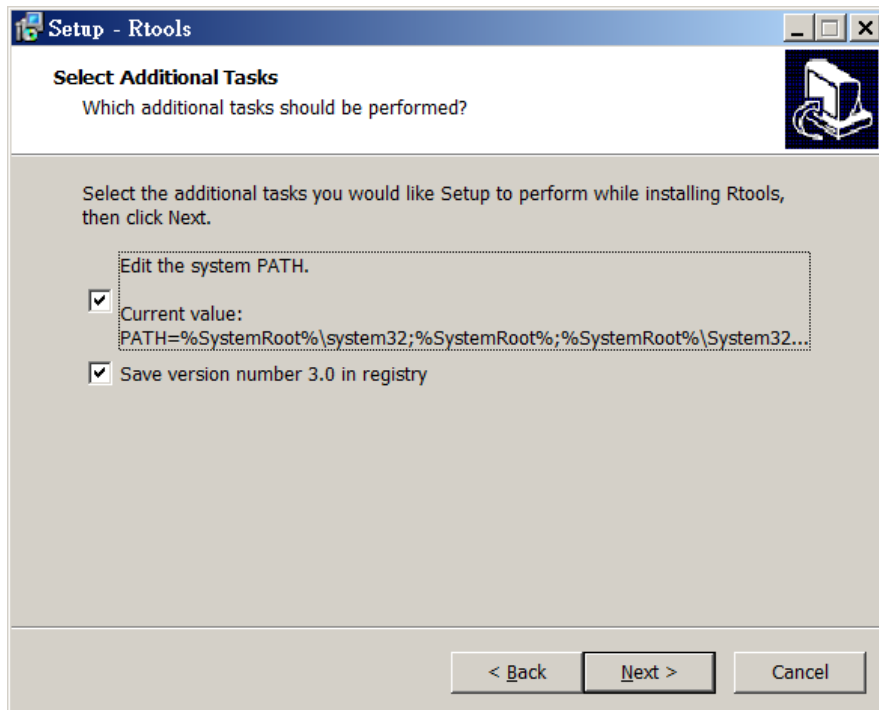 Setup - Rtools
Select Additional Tasks
Which additional tasks should be performed?
Select the additional tasks you would like Setup to perform while installing Rtools,
then click Next.
Edit the system PATH.
Current value:
PATH=%SystemRoot%\system32;%SystemRoot%;%SystemRoot%\System32...
Save version number 3.0 in registry
< Back
Next >
Cancel